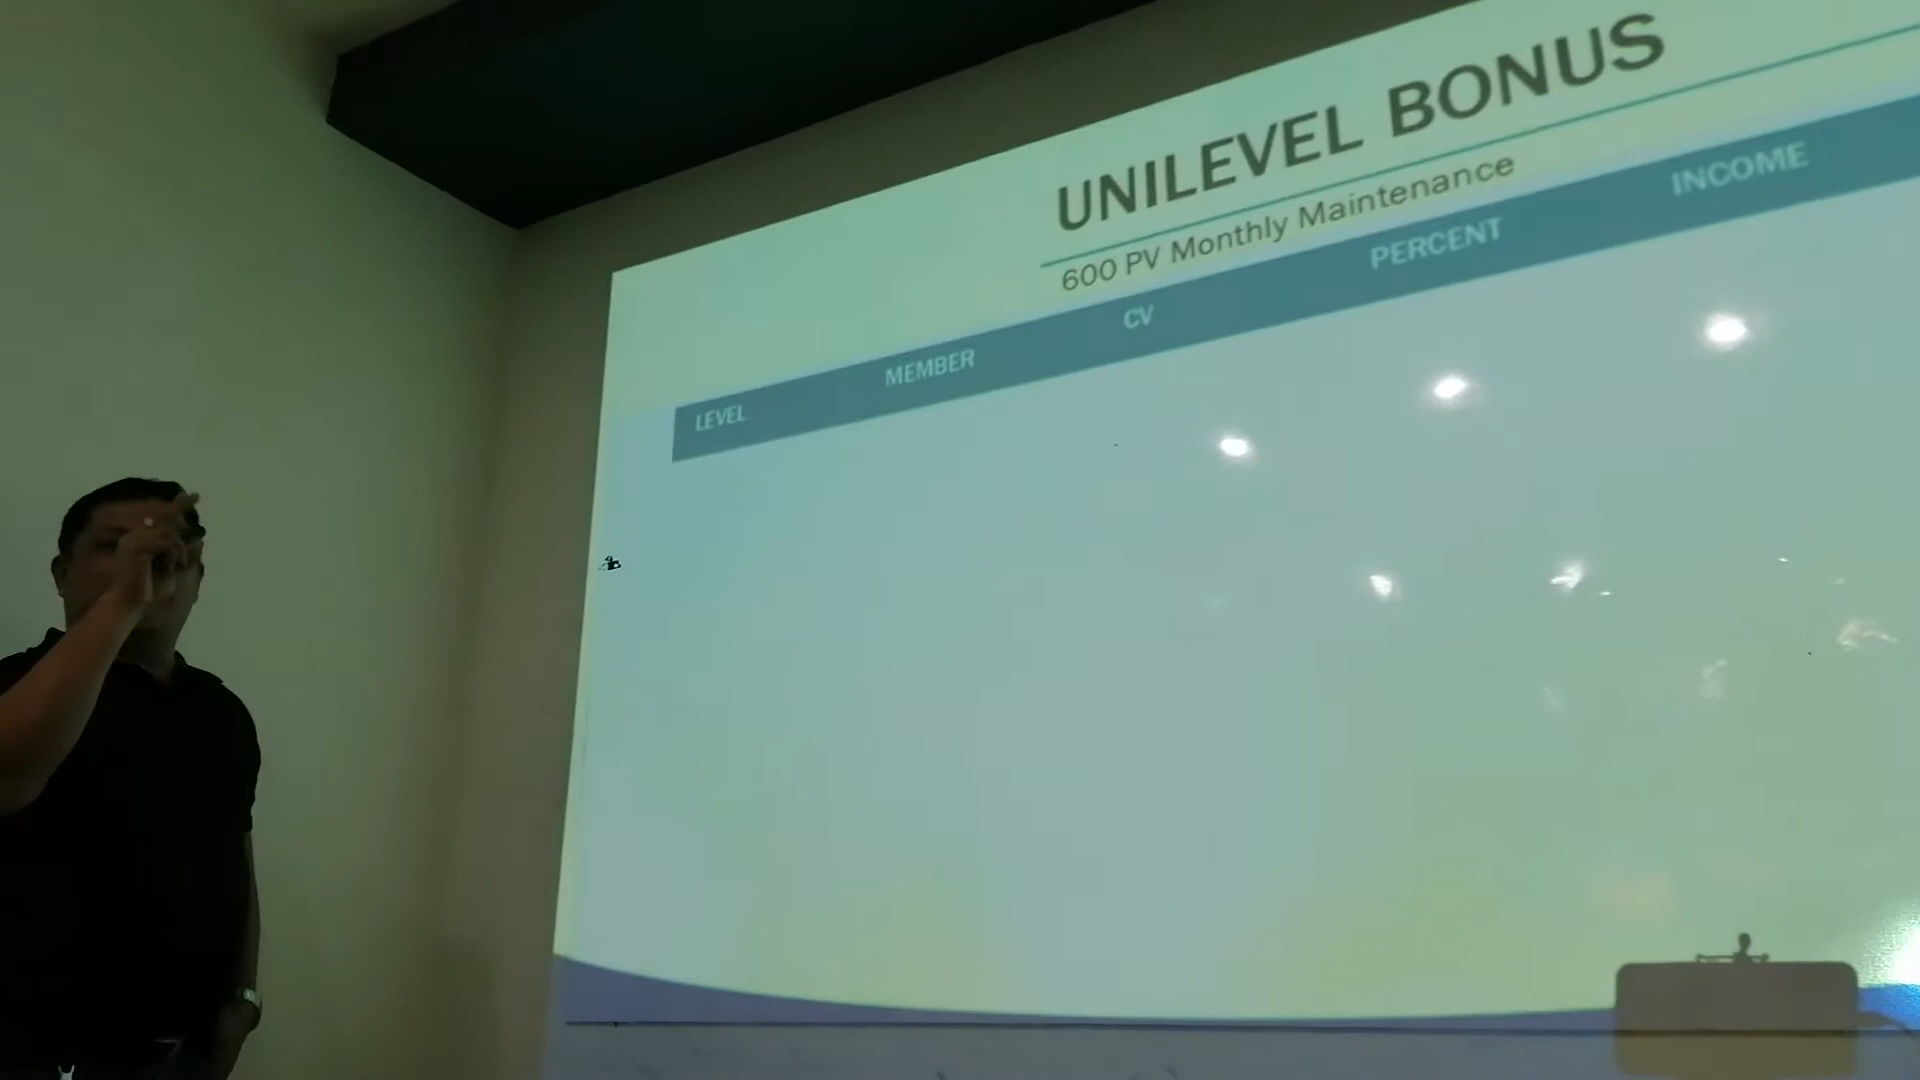 UNILEVEL BONUS
600 PV Monthly Maintenance
LEVEL MEMBER CV PERCENT INCOME